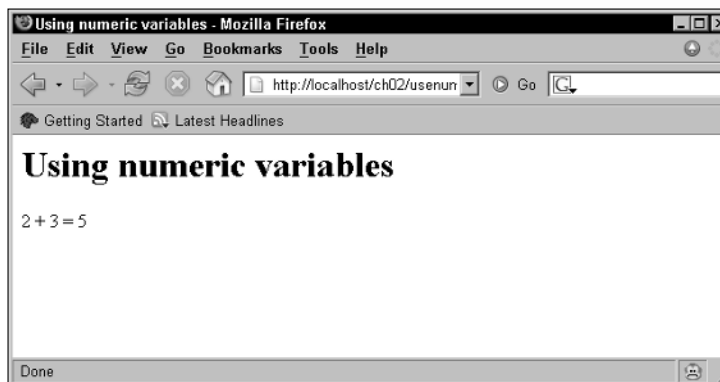 Using numeric variables - Mozilla Firefox
File Edit View Go Bookmarks Tools Help
http://localhost/ch02/usenum Go G
Getting Started Latest Headlines
Using numeric variables
2 + 3 = 5
Done